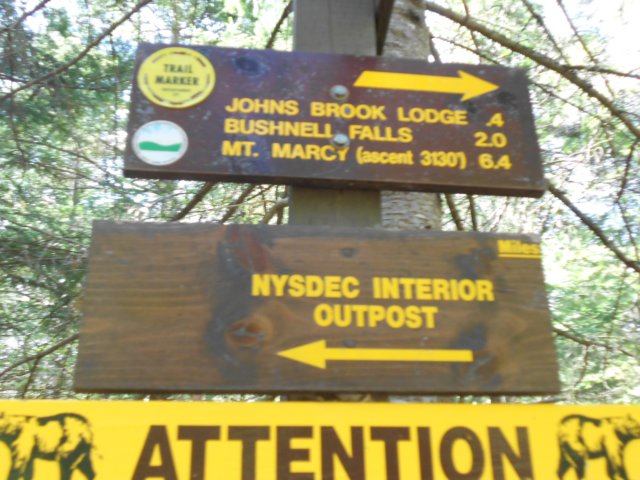 TRAIL
MARKER
JOHNS BROOK LODGE .4
BUSHNELL FALLS 2.0
MT. MARCY (ascent 3130') 6.4
Miles
NYSDEC INTERIOR
OUTPOST
ATTENTION